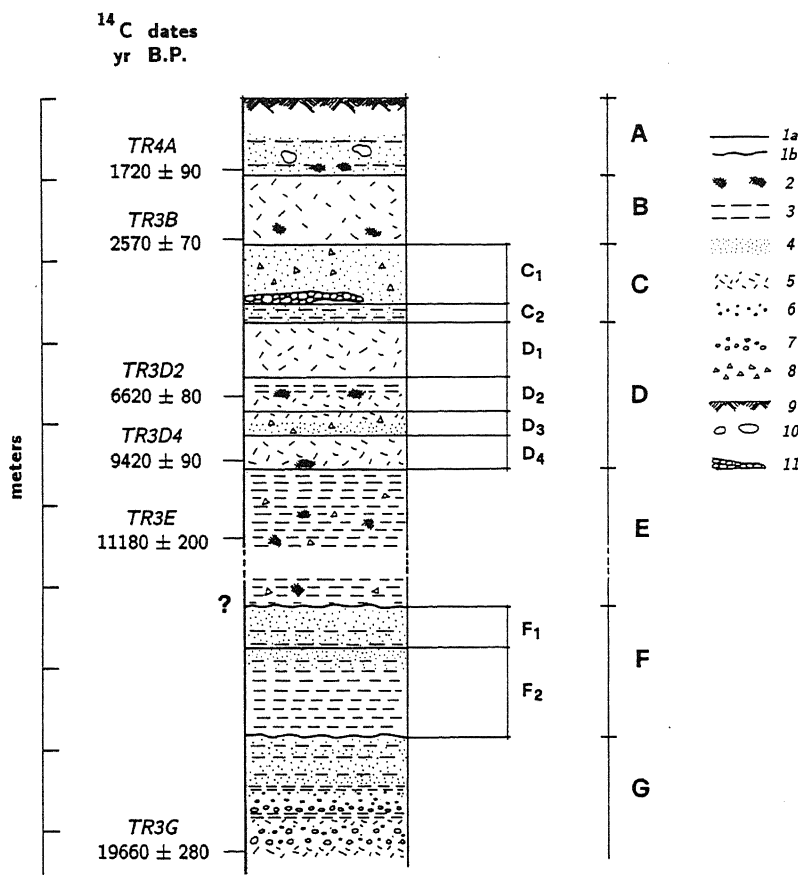 14C dates
yr B.P.
TR4A
1720 ± 90
TR3B
2570 ± 70
TR3D2
6620 ± 80
TR3D4
9420 ± 90
TR3E
11180 ± 200
?
TR3G
19660 ± 280
meters
C1
C2
D1
D2
D3
D4
F1
F2
A
B
C
D
E
F
G
1a
1b
2
3
4
5
6
7
8
9
10
11